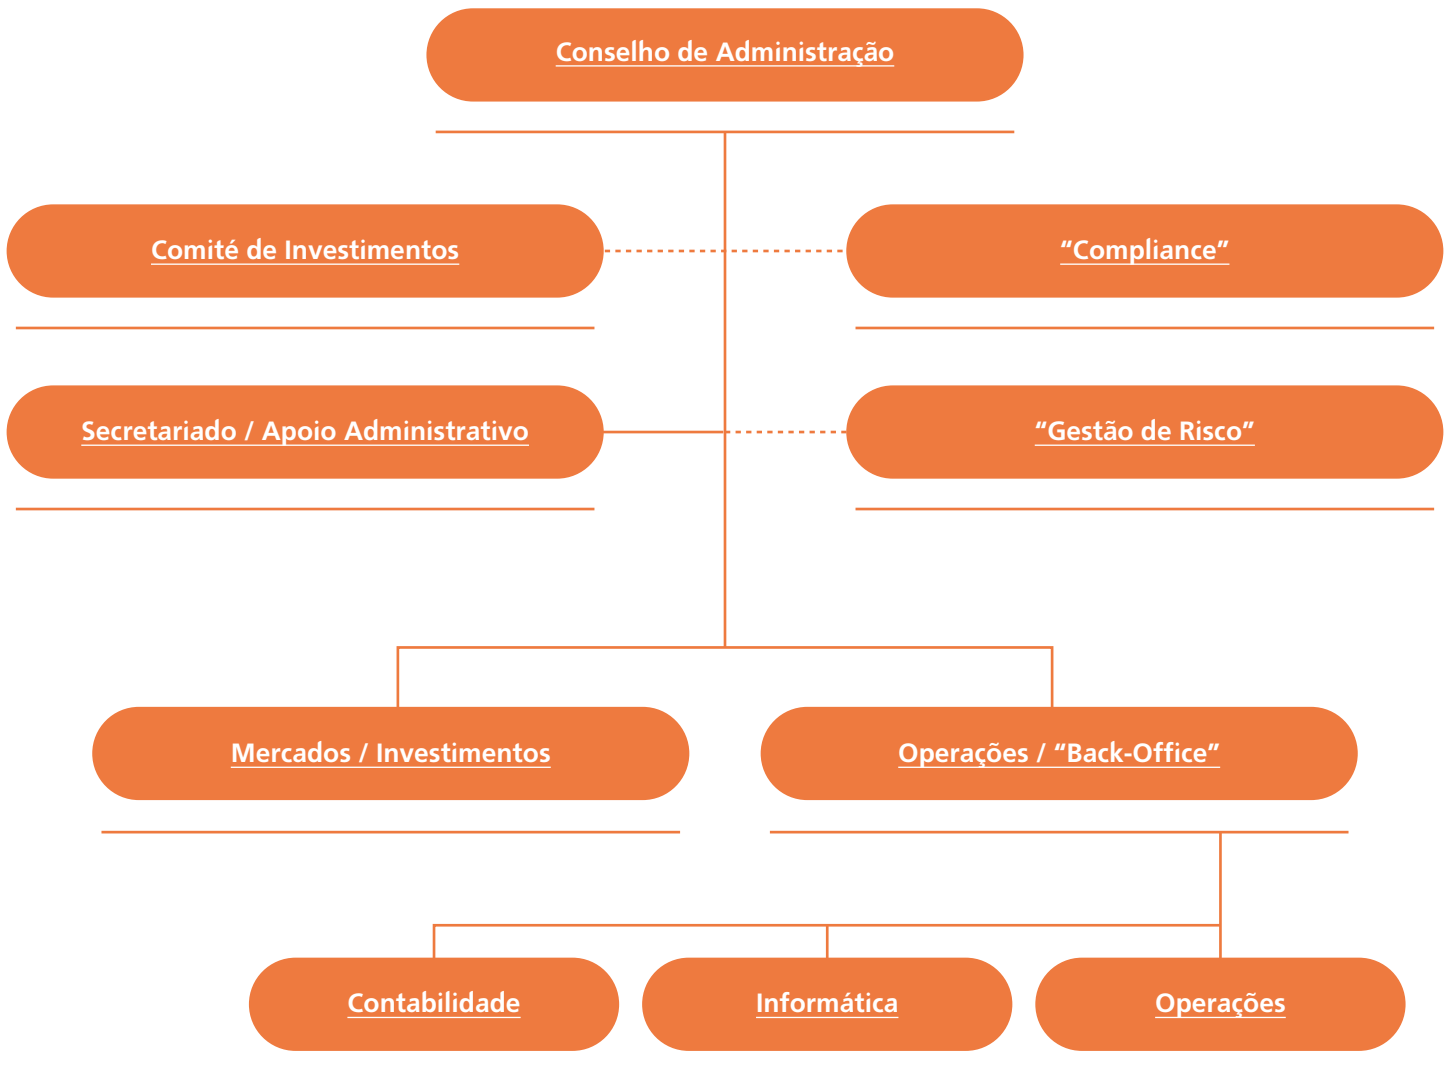 Conselho de Administração
Comité de Investimentos
“Compliance”
Secretariado / Apoio Administrativo
“Gestão de Risco”
Mercados / Investimentos
Operações / “Back-Office”
Contabilidade
Informática
Operações